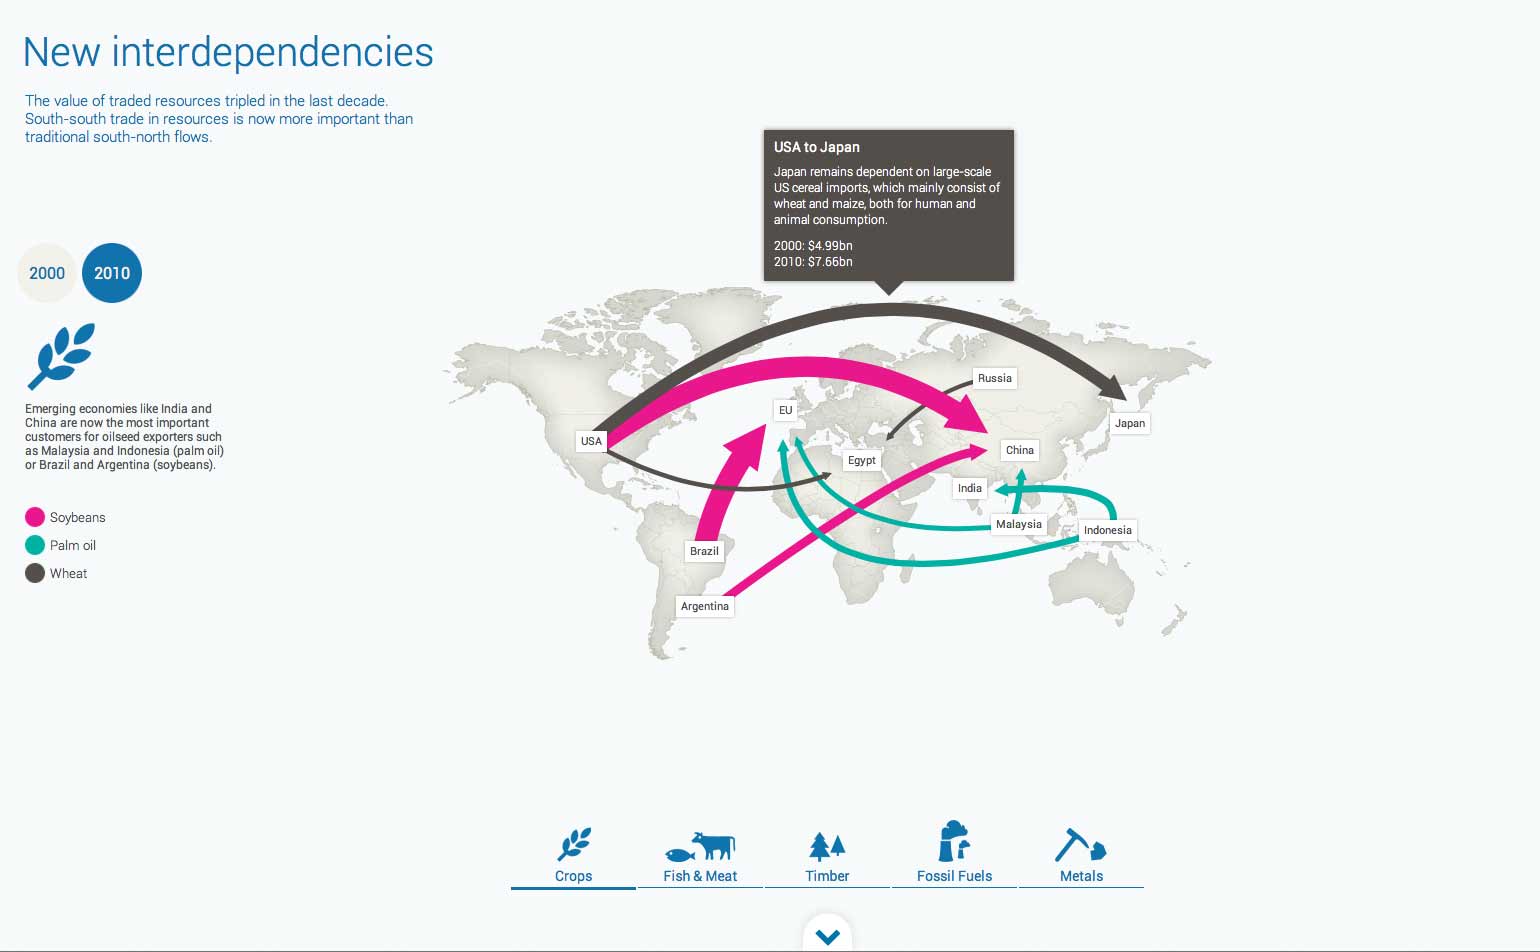 New interdependencies
The value of traded resources tripled in the last decade.
South-south trade in resources is now more important than
traditional south-north flows.
USA to Japan
Japan remains dependent on large-scale
US cereal imports, which mainly consist of
wheat and maize, both for human and
animal consumption.
2000: $4.99bn
2010: $7.66bn
2000
2010
Emerging economies like India and
China are now the most important
customers for oilseed exporters such
as Malaysia and Indonesia (palm oil)
or Brazil and Argentina (soybeans).
Soybeans
Palm oil
Wheat
Russia
EU
Japan
USA
China
Egypt
India
Malaysia
Indonesia
Brazil
Argentina
Crops
Fish & Meat
Timber
Fossil Fuels
Metals